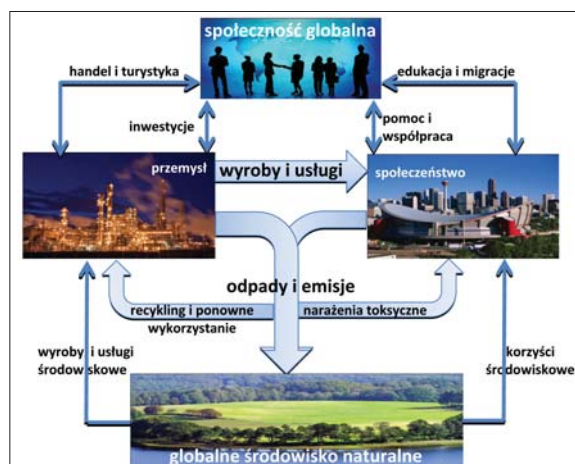 społeczność globalna
handel i turystyka
edukacja i migracje
inwestycje
pomoc i
współpraca
przemysł
wyroby i usługi
społeczeństwo
odpady i emisje
recykling i ponowne
wykorzystanie
narażenia toksyczne
wyroby i usługi
środowiskowe
korzyści
środowiskowe
globalne środowisko naturalne